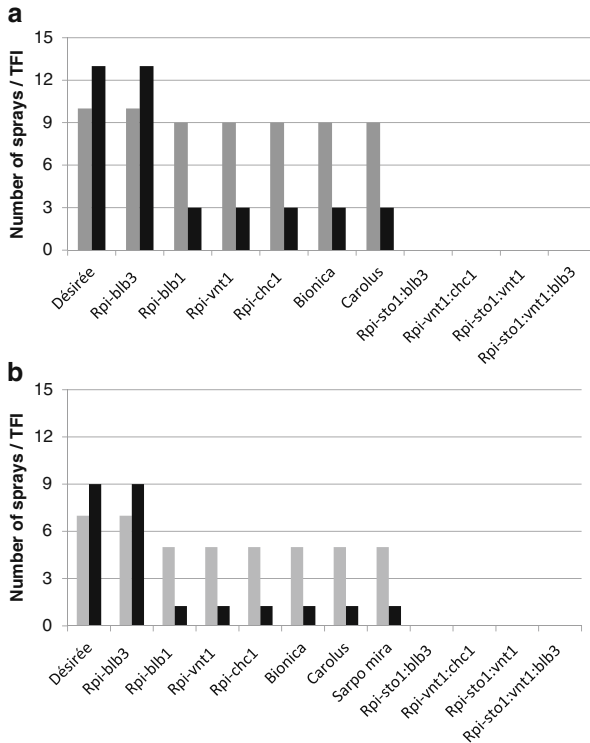 a
Number of sprays / TFI
15
12
9
6
3
0
Désirée
Rpi-blb3
Rpi-blb1
Rpi-vnt1
Rpi-chc1
Bionica
Carolus
Rpi-sto1:blb3
Rpi-vnt1:chc1
Rpi-sto1:vnt1
Rpi-sto1:vnt1:blb3
b
Number of sprays / TFI
15
12
9
6
3
0
Désirée
Rpi-blb3
Rpi-blb1
Rpi-vnt1
Rpi-chc1
Bionica
Carolus
Sarpo mira
Rpi-sto1:blb3
Rpi-vnt1:chc1
Rpi-sto1:vnt1
Rpi-sto1:vnt1:blb3